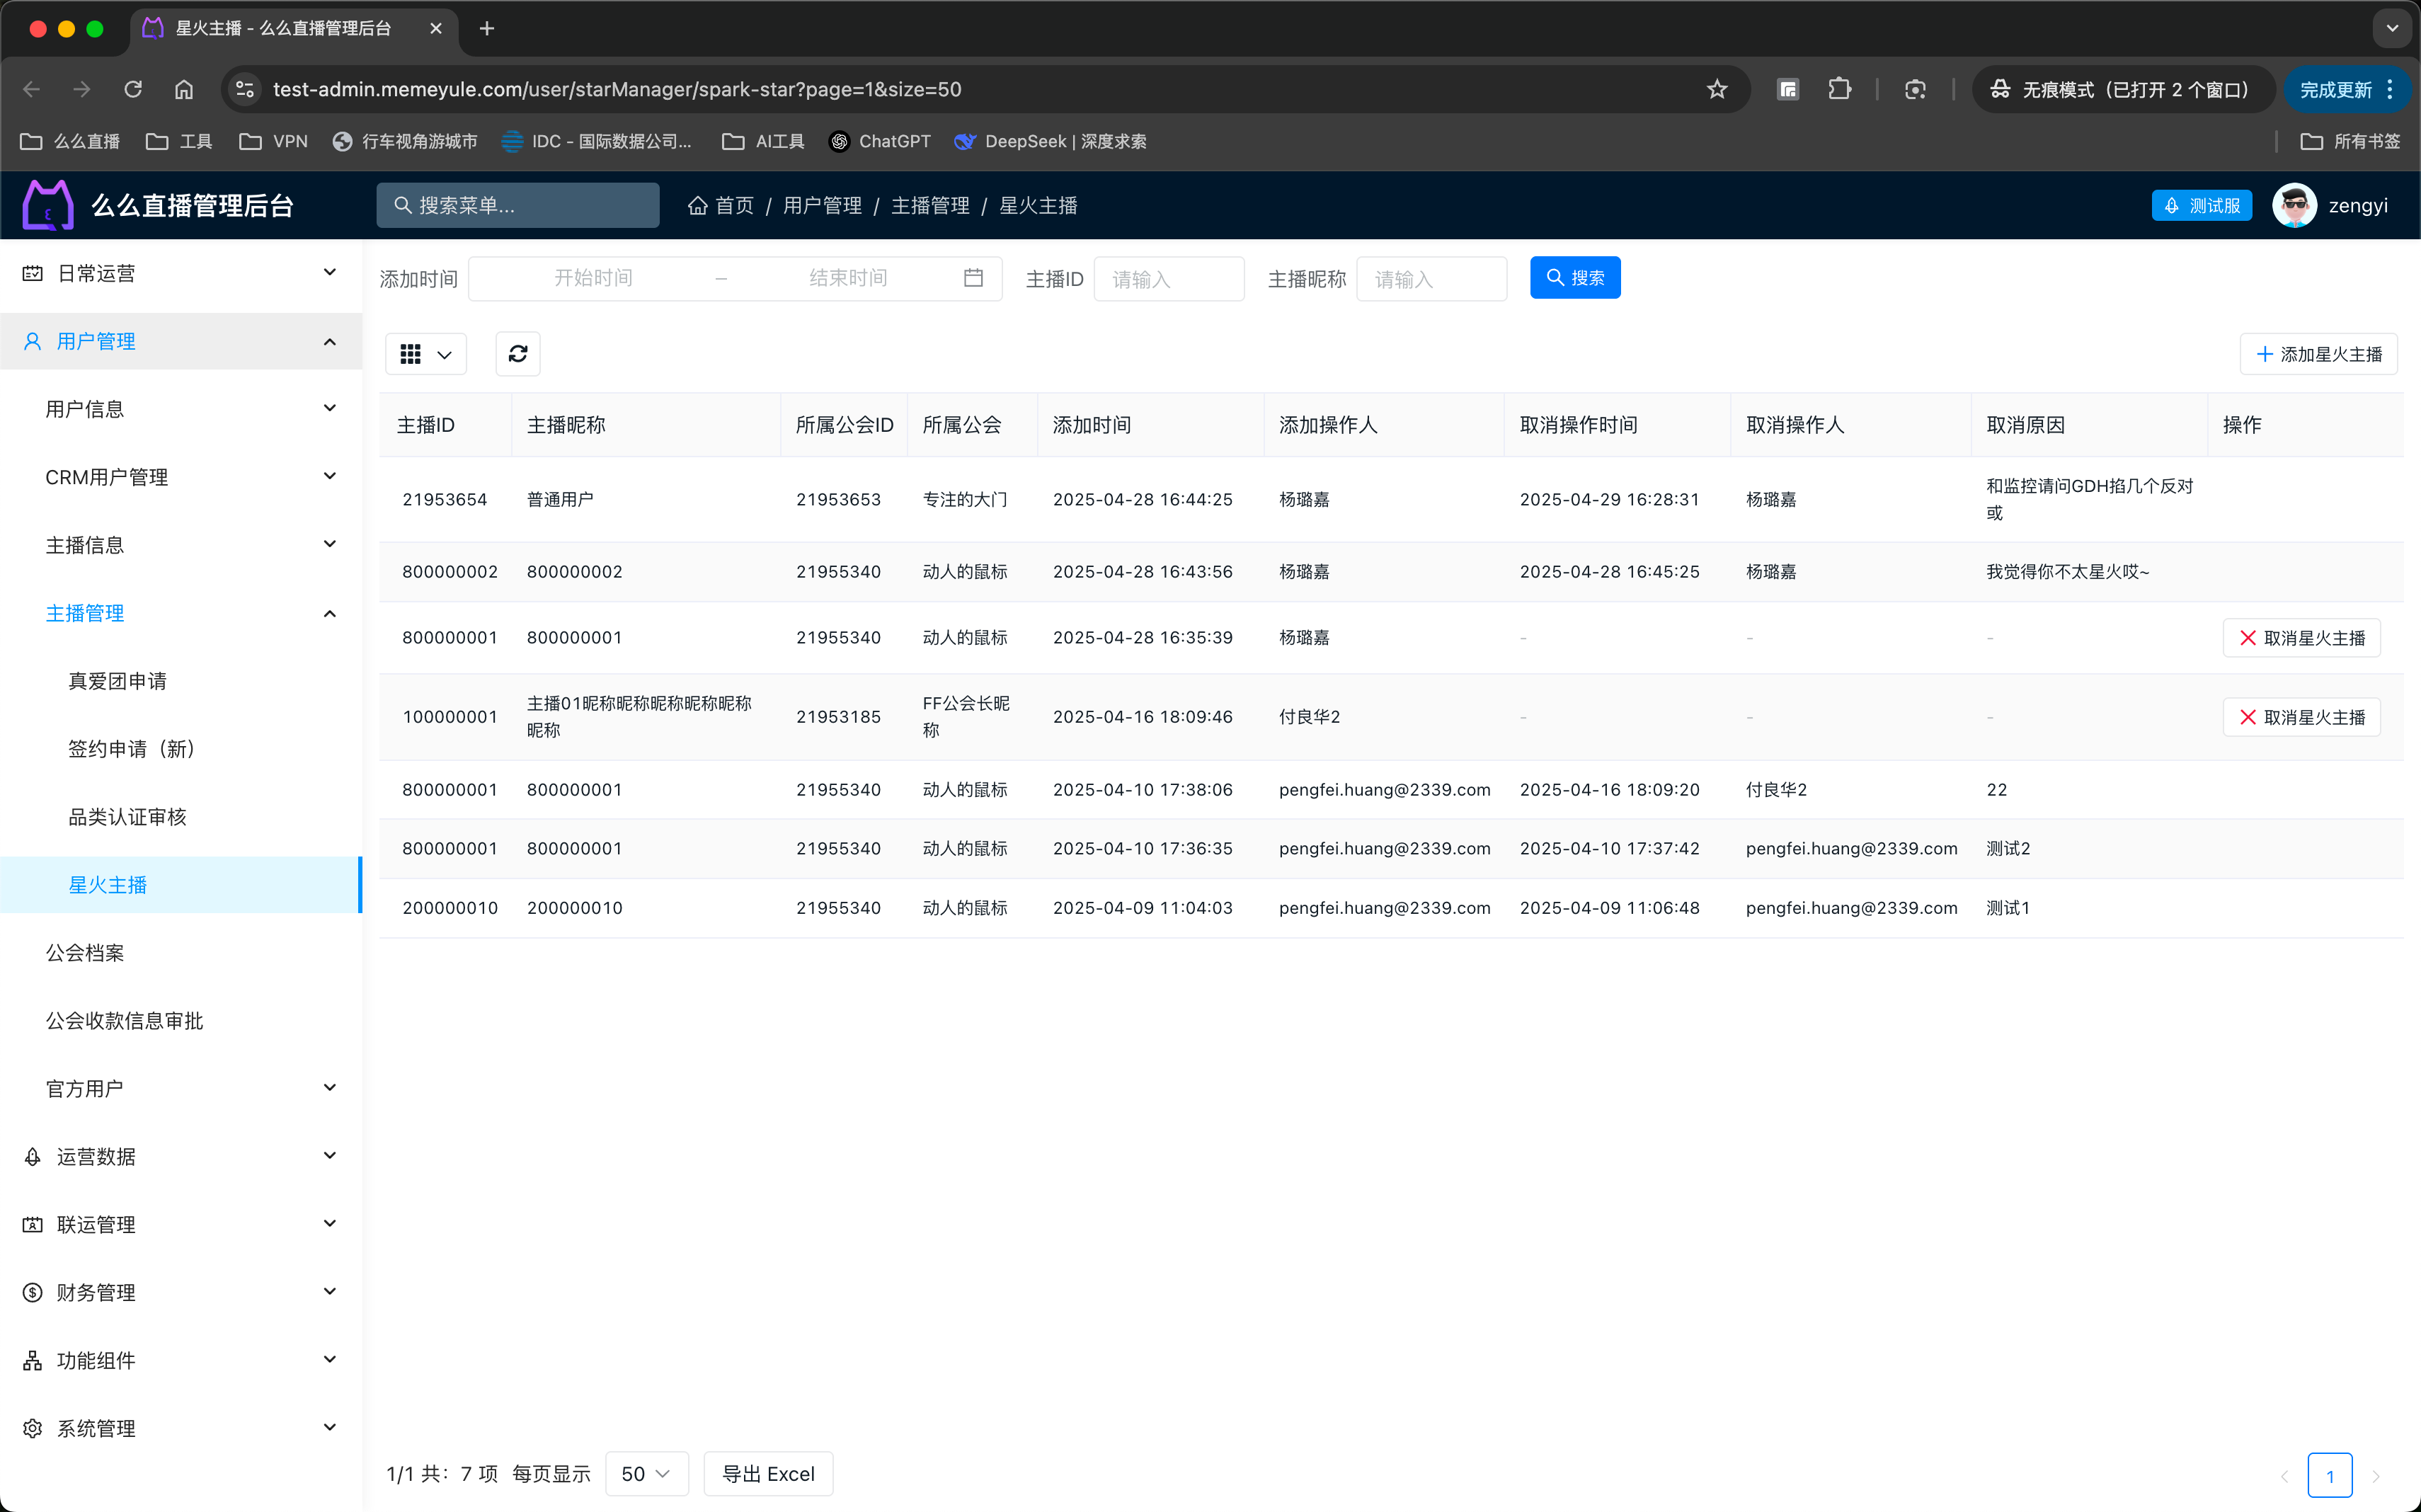 星火主播 - 么么直播管理后台
test-admin.memeyule.com/user/starManager/spark-star?page=1&size=50
无痕模式（已打开 2 个窗口）
完成更新
么么直播
工具
VPN
行车视角游城市
IDC - 国际数据公司...
AI工具
ChatGPT
DeepSeek | 深度求索
所有书签
么么直播管理后台
搜索菜单...
首页 / 用户管理 / 主播管理 / 星火主播
测试服
zengyi
日常运营
用户管理
用户信息
CRM用户管理
主播信息
主播管理
真爱团申请
签约申请（新）
品类认证审核
星火主播
公会档案
公会收款信息审批
官方用户
运营数据
联运管理
财务管理
功能组件
系统管理
添加时间 开始时间 – 结束时间 主播ID 请输入 主播昵称 请输入 搜索
添加星火主播
主播ID 主播昵称 所属公会ID 所属公会 添加时间 添加操作人 取消操作时间 取消操作人 取消原因 操作
21953654 普通用户 21953653 专注的大门 2025-04-28 16:44:25 杨璐嘉 2025-04-29 16:28:31 杨璐嘉 和监控请问GDH掐几个反对
或
800000002 800000002 21955340 动人的鼠标 2025-04-28 16:43:56 杨璐嘉 2025-04-28 16:45:25 杨璐嘉 我觉得你不太星火哎~
800000001 800000001 21955340 动人的鼠标 2025-04-28 16:35:39 杨璐嘉 - - - 取消星火主播
100000001 主播01昵称昵称昵称昵称昵称
昵称 21953185 FF公会长昵
称 2025-04-16 18:09:46 付良华2 - - - 取消星火主播
800000001 800000001 21955340 动人的鼠标 2025-04-10 17:38:06 pengfei.huang@2339.com 2025-04-16 18:09:20 付良华2 22
800000001 800000001 21955340 动人的鼠标 2025-04-10 17:36:35 pengfei.huang@2339.com 2025-04-10 17:37:42 pengfei.huang@2339.com 测试2
200000010 200000010 21955340 动人的鼠标 2025-04-09 11:04:03 pengfei.huang@2339.com 2025-04-09 11:06:48 pengfei.huang@2339.com 测试1
1/1 共：7 项 每页显示 50 导出 Excel
1